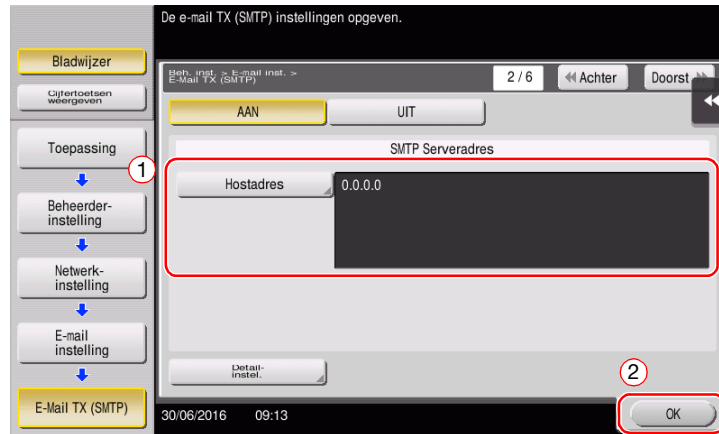 De e-mail TX (SMTP) instellingen opgeven.
Bladwijzer
Cijfertoetsen
weergeven
Toepassing
Beheerder-
instelling
Netwerk-
instelling
E-mail
instelling
E-Mail TX (SMTP)
Beh. inst. > E-mail inst. >
E-Mail TX (SMTP)
2 / 6
Achter
Doorst
AAN
UIT
SMTP Serveradres
1
Hostadres
0.0.0.0
Detail-
instel.
2
30/06/2016 09:13
OK